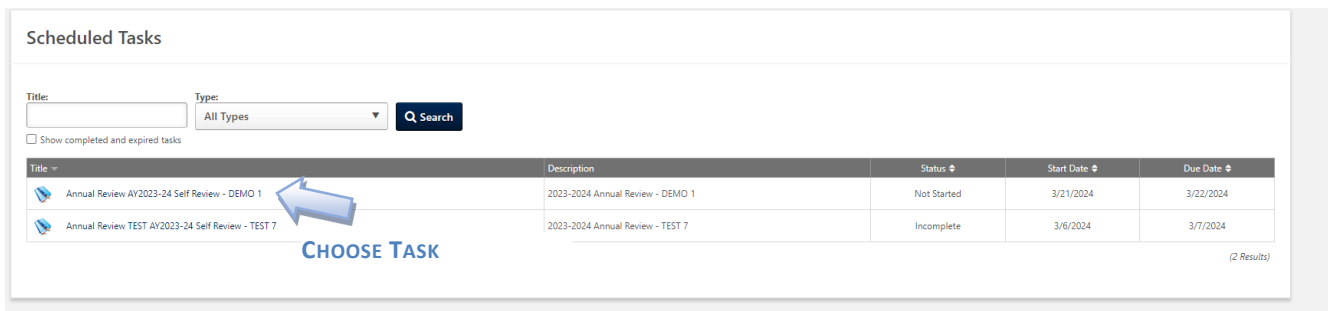 Scheduled Tasks
Title: Type:
All Types Search
Show completed and expired tasks
Title Description Status Start Date Due Date
Annual Review AY2023-24 Self Review - DEMO 1 2023-2024 Annual Review - DEMO 1 Not Started 3/21/2024 3/22/2024
Annual Review TEST AY2023-24 Self Review - TEST 7 2023-2024 Annual Review - TEST 7 Incomplete 3/6/2024 3/7/2024
CHOOSE TASK
(2 Results)